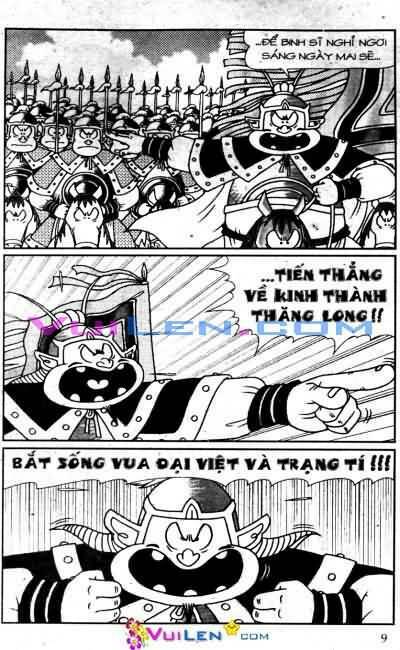 ...ĐỂ BINH SĨ NGHỈ NGƠI
SÁNG NGÀY MAI SẼ...
...TIẾN THẲNG
VỀ KINH THÀNH
THĂNG LONG!!
VUILEN.COM
BẮT SỐNG VUA ĐẠI VIỆT VÀ TRẠNG TÍ!!!
9
VUILEN.COM